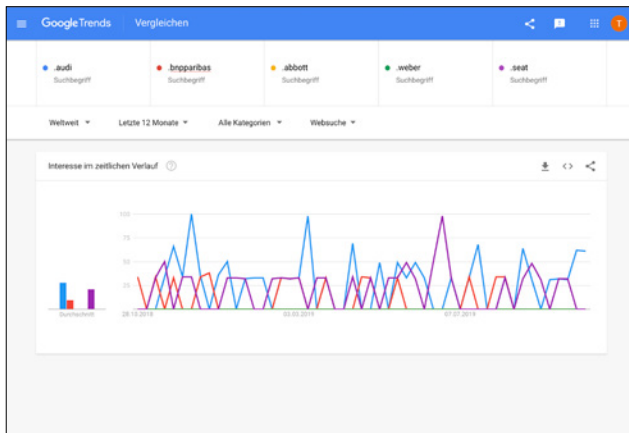 Google Trends Vergleichen
T
.audi
Suchbegriff
.bnpparibas
Suchbegriff
.abbott
Suchbegriff
.weber
Suchbegriff
.seat
Suchbegriff
Weltweit Letzte 12 Monate Alle Kategorien Websuche
Interesse im zeitlichen Verlauf
100
75
50
25
Durchschnitt
28.10.2018 03.02.2019 07.07.2019